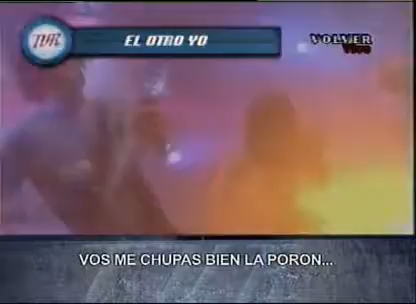 TVR
EL OTRO YO
VOLVER
Vivo
VOS ME CHUPAS BIEN LA PORON...